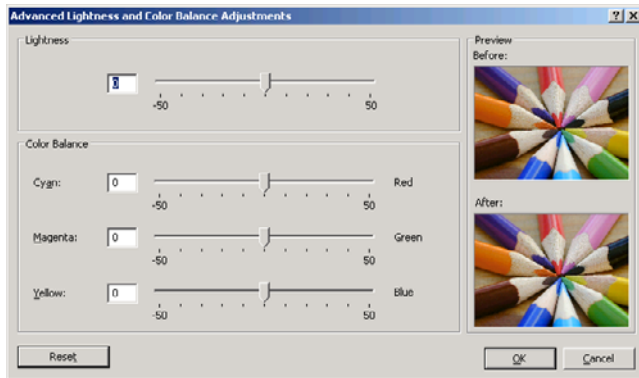 Advanced Lightness and Color Balance Adjustments
Lightness
0
-50 50
Color Balance
Cyan: 0 Red
-50 50
Magenta: 0 Green
-50 50
Yellow: 0 Blue
-50 50
Preview
Before:
After:
Reset
OK Cancel